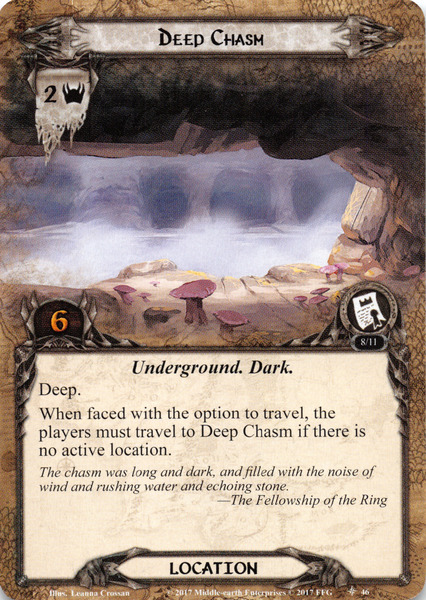 Deep Chasm
2
6
8/11
Underground. Dark.
Deep.
When faced with the option to travel, the
players must travel to Deep Chasm if there is
no active location.
The chasm was long and dark, and filled with the noise of
wind and rushing water and echoing stone.
—The Fellowship of the Ring
LOCATION
Illus. Leanna Crossan
© 2017 Middle-earth Enterprises © 2017 FFG
46